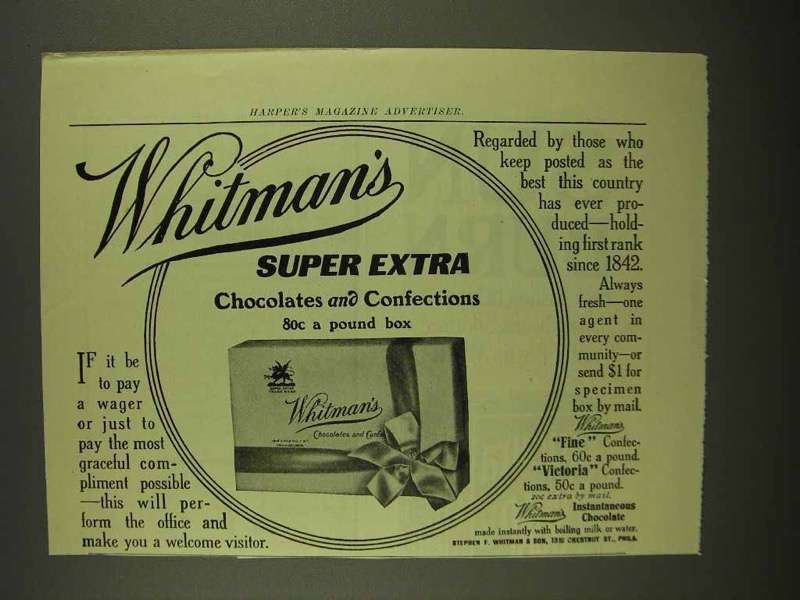 HARPER'S MAGAZINE ADVERTISER.
Whitman's
SUPER EXTRA
Chocolates and Confections
80c a pound box
Whitman's
Chocolates and Confe
IF it be
to pay
a wager
or just to
pay the most
graceful com-
pliment possible
—this will per-
form the office and
make you a welcome visitor.
Regarded by those who
keep posted as the
best this country
has ever pro-
duced—hold-
ing first rank
since 1842.
Always
fresh—one
agent in
every com-
munity—or
send $1 for
specimen
box by mail.
Whitman's
"Fine" Confec-
tions, 60c a pound.
"Victoria" Confec-
tions, 50c a pound.
20c extra by mail.
Whitman's Instantaneous
Chocolate
made instantly with boiling milk or water.
STEPHEN F. WHITMAN & SON, CHESTNUT ST., PHILA.